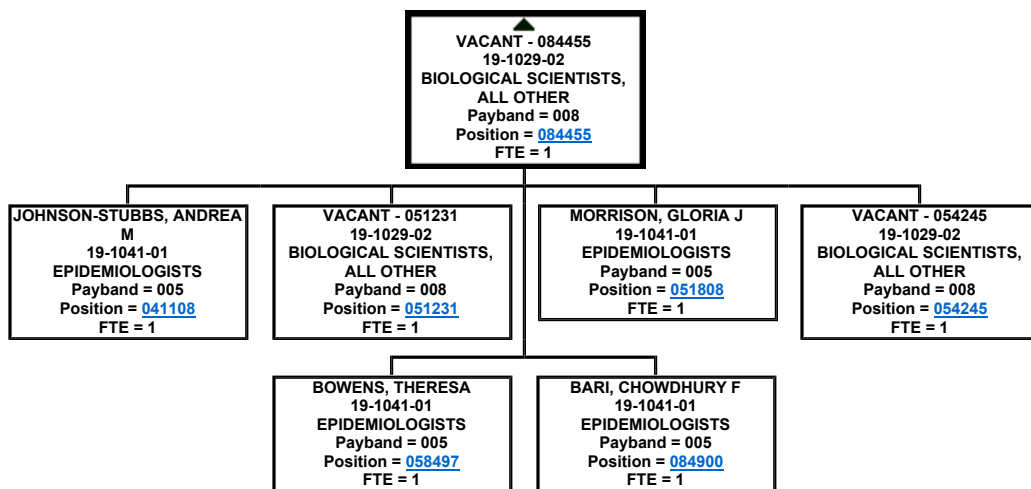 VACANT - 084455
19-1029-02
BIOLOGICAL SCIENTISTS,
ALL OTHER
Payband = 008
Position = 084455
FTE = 1
JOHNSON-STUBBS, ANDREA
M
19-1041-01
EPIDEMIOLOGISTS
Payband = 005
Position = 041108
FTE = 1
VACANT - 051231
19-1029-02
BIOLOGICAL SCIENTISTS,
ALL OTHER
Payband = 008
Position = 051231
FTE = 1
MORRISON, GLORIA J
19-1041-01
EPIDEMIOLOGISTS
Payband = 005
Position = 051808
FTE = 1
VACANT - 054245
19-1029-02
BIOLOGICAL SCIENTISTS,
ALL OTHER
Payband = 008
Position = 054245
FTE = 1
BOWENS, THERESA
19-1041-01
EPIDEMIOLOGISTS
Payband = 005
Position = 058497
FTE = 1
BARI, CHOWDHURY F
19-1041-01
EPIDEMIOLOGISTS
Payband = 005
Position = 084900
FTE = 1